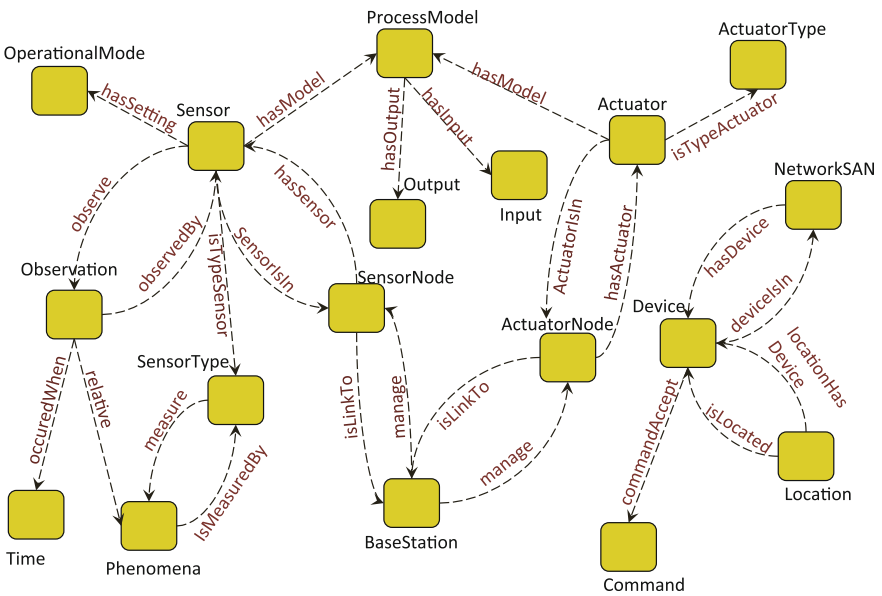 ProcessModel
ActuatorType
OperationalMode
hasSetting
Sensor
hasModel
hasModel
Actuator
isTypeActuator
hasOutput
hasInput
Output
Input
NetworkSAN
observe
observedBy
hasSensor
SensorIsIn
isTypeSensor
ActuatorIsIn
hasActuator
hasDevice
deviceIsIn
Observation
SensorNode
ActuatorNode
Device
locationHas
Device
SensorType
occuredWhen
relative
measure
IsMeasuredBy
isLinkTo
manage
isLinkTo
manage
commandAccept
isLocated
Location
Time
Phenomena
BaseStation
Command